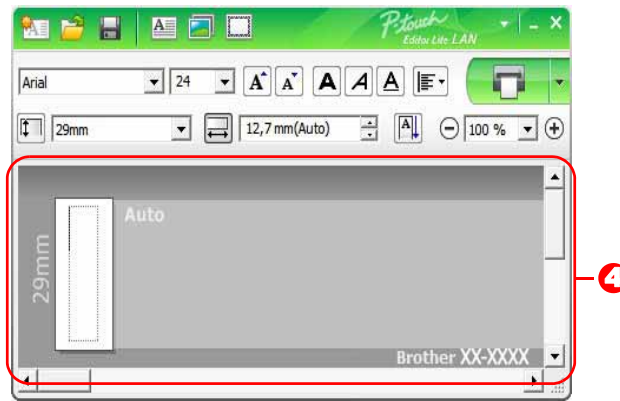 P-touch
Editor Lite LAN
Arial 24 A A A A A
29mm 12,7 mm(Auto) A 100 %
Auto
29mm
4
Brother XX-XXXX